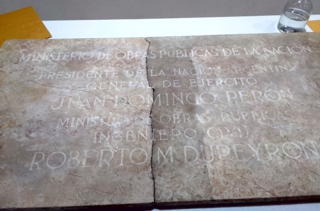 MINISTERIO DE OBRAS PUBLICAS DE LA NACION
PRESIDENTE DE LA NACION ARGENTINA
GENERAL DE EJERCITO
JUAN DOMINGO PERON
MINISTRO DE OBRAS PUBLICAS
INGENIERO
ROBERTO M. DUPEYRON